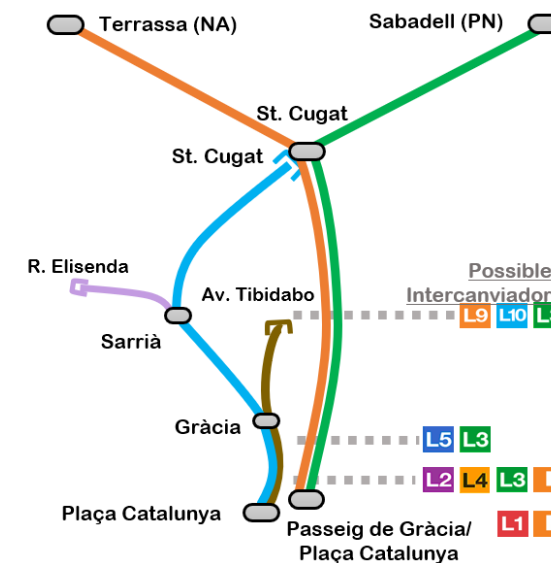 Terrassa (NA)
Sabadell (PN)
St. Cugat
St. Cugat
R. Elisenda
Av. Tibidabo
Possible
Intercanviador
L9 L10
Sarrià
Gràcia
L5 L3
L2 L4 L3
Plaça Catalunya
Passeig de Gràcia/
Plaça Catalunya
L1